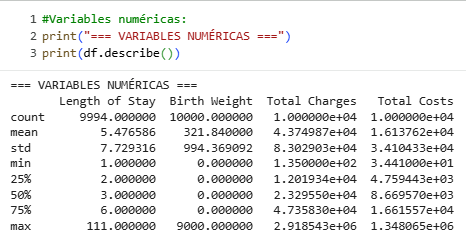 1 #Variables numéricas:
2 print("=== VARIABLES NUMÉRICAS ===")
3 print(df.describe())
=== VARIABLES NUMÉRICAS ===
Length of Stay Birth Weight Total Charges Total Costs
count 9994.000000 10000.000000 1.000000e+04 1.000000e+04
mean 5.476586 321.840000 4.374987e+04 1.613762e+04
std 7.729316 994.369092 8.302903e+04 3.410433e+04
min 1.000000 0.000000 1.350000e+02 3.441000e+01
25% 2.000000 0.000000 1.201934e+04 4.759443e+03
50% 3.000000 0.000000 2.329550e+04 8.669570e+03
75% 6.000000 0.000000 4.735830e+04 1.661557e+04
max 111.000000 9000.000000 2.918543e+06 1.348065e+06